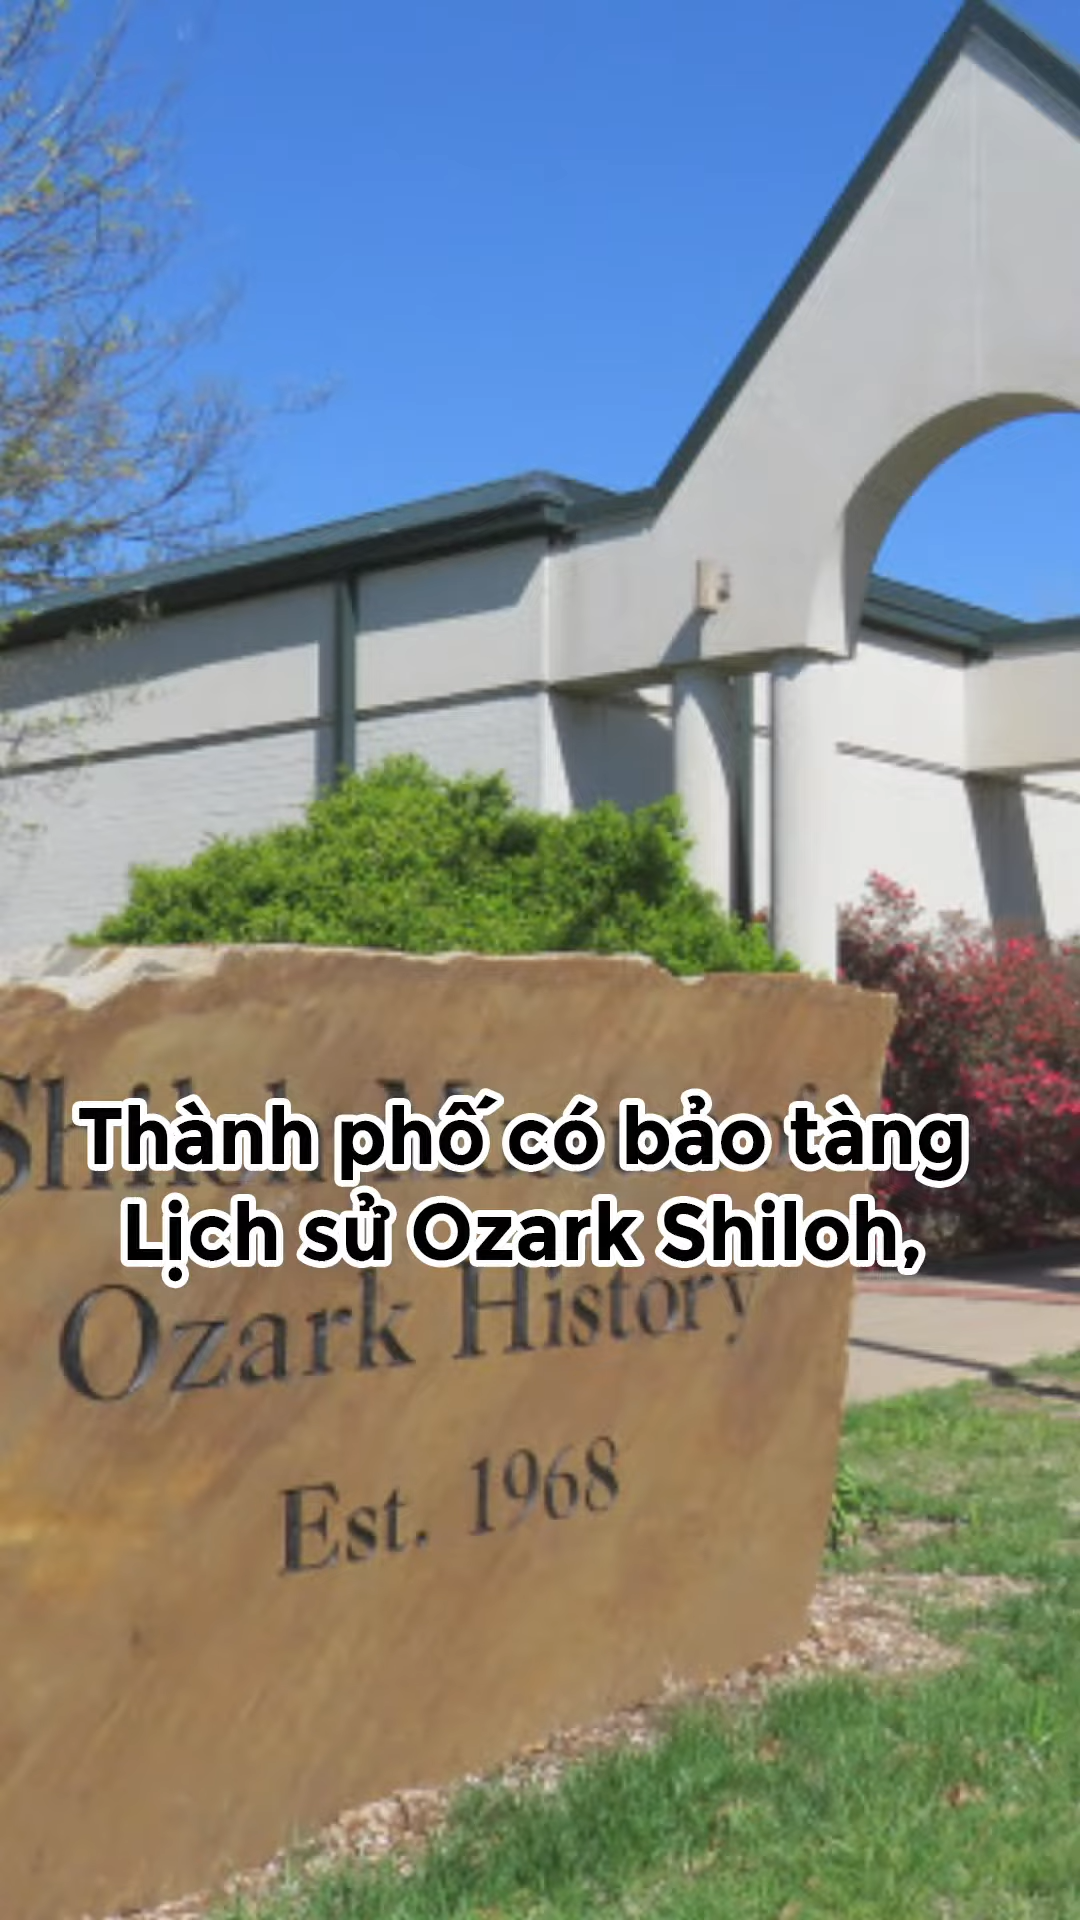 Thành phố có bảo tàng
Lịch sử Ozark Shiloh,
Ozark History
Est. 1968